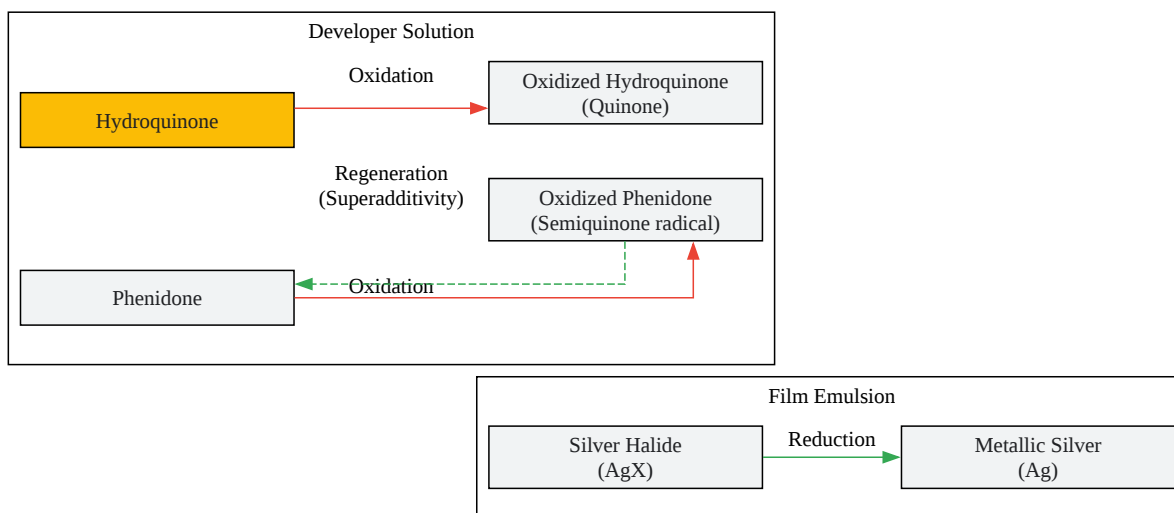 Developer Solution
Oxidation
Hydroquinone
Oxidized Hydroquinone
(Quinone)
Regeneration
(Superadditivity)
Oxidized Phenidone
(Semiquinone radical)
Phenidone
Oxidation
Film Emulsion
Silver Halide
(AgX)
Reduction
Metallic Silver
(Ag)